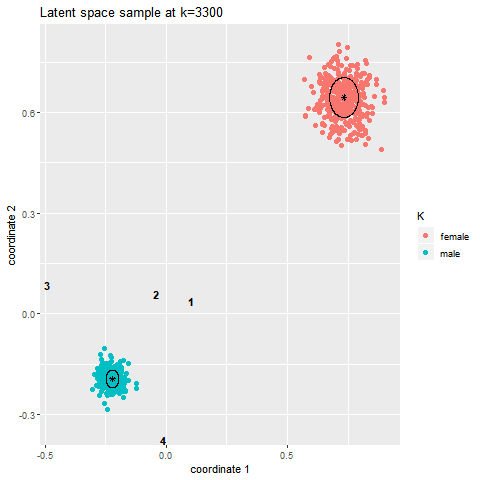 Latent space sample at k=3300
coordinate 2
0.6
0.3
0.0
-0.3
3
2
1
4
-0.5
0.0
0.5
coordinate 1
K
female
male